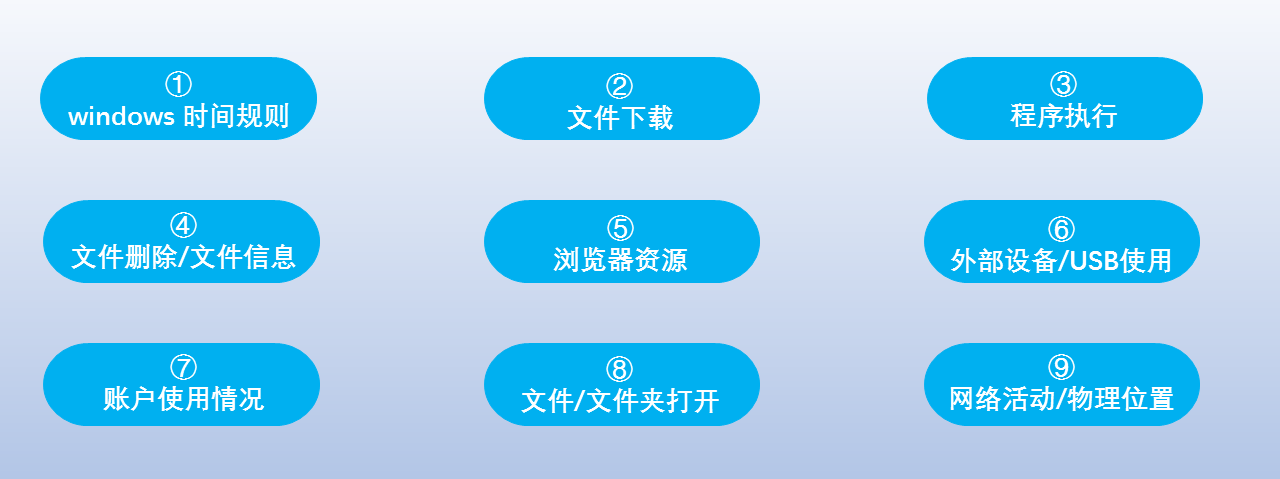 ①
windows 时间规则
②
文件下载
③
程序执行
④
文件删除/文件信息
⑤
浏览器资源
⑥
外部设备/USB使用
⑦
账户使用情况
⑧
文件/文件夹打开
⑨
网络活动/物理位置